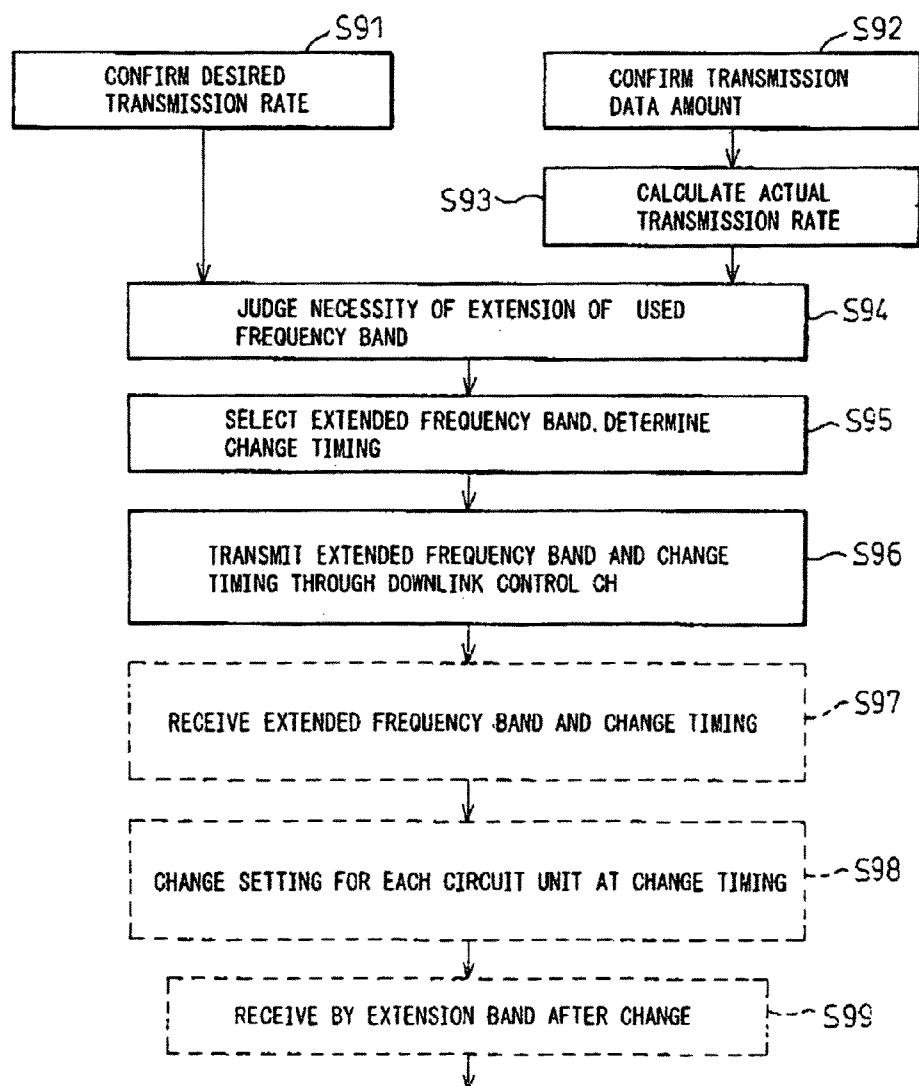 S91
CONFIRM DESIRED
TRANSMISSION RATE
S92
CONFIRM TRANSMISSION
DATA AMOUNT
S93
CALCULATE ACTUAL
TRANSMISSION RATE
JUDGE NECESSITY OF EXTENSION OF USED
FREQUENCY BAND
S94
SELECT EXTENDED FREQUENCY BAND. DETERMINE
CHANGE TIMING
S95
TRANSMIT EXTENDED FREQUENCY BAND AND CHANGE
TIMING THROUGH DOWNLINK CONTROL CH
S96
RECEIVE EXTENDED FREQUENCY BAND AND CHANGE TIMING
S97
CHANGE SETTING FOR EACH CIRCUIT UNIT AT CHANGE TIMING
S98
RECEIVE BY EXTENSION BAND AFTER CHANGE
S99